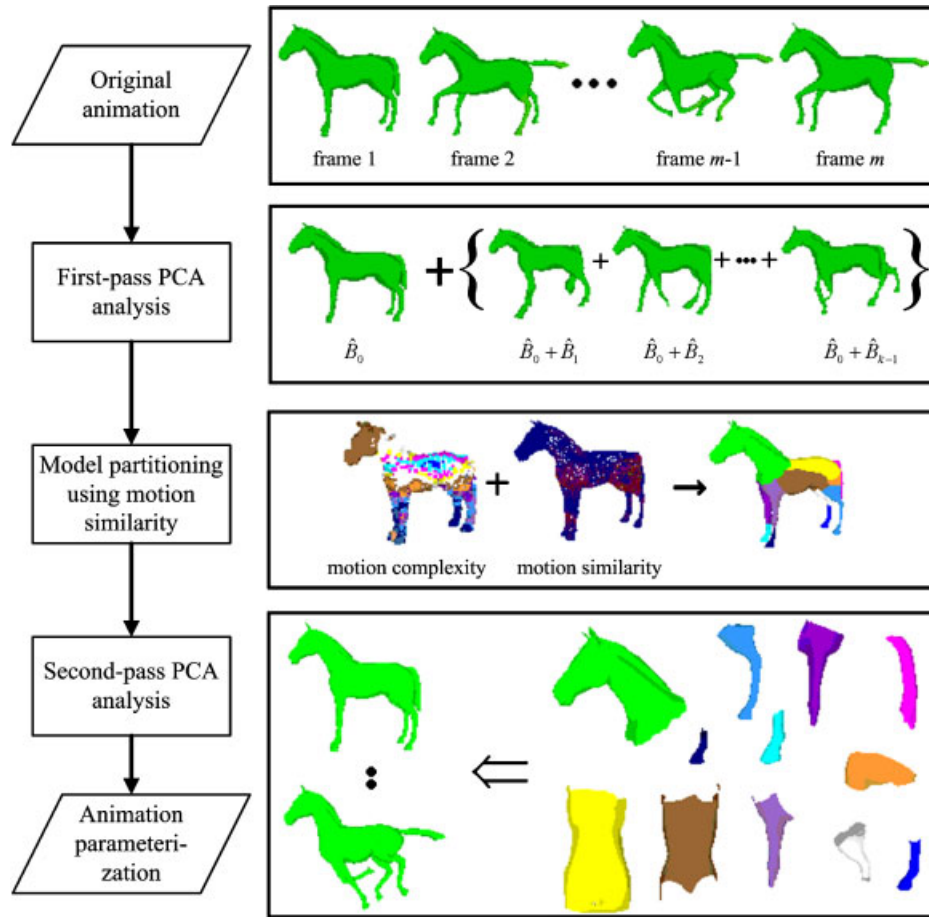 Original
animation
frame 1
frame 2
frame m-1
frame m
First-pass PCA
analysis
+ { + + ••• + }
B̂₀
B̂₀ + B̂₁
B̂₀ + B̂₂
B̂₀ + B̂ₖ₋₁
Model partitioning
using motion
similarity
+ →
motion complexity
motion similarity
Second-pass PCA
analysis
⇐
Animation
parameteri-
zation